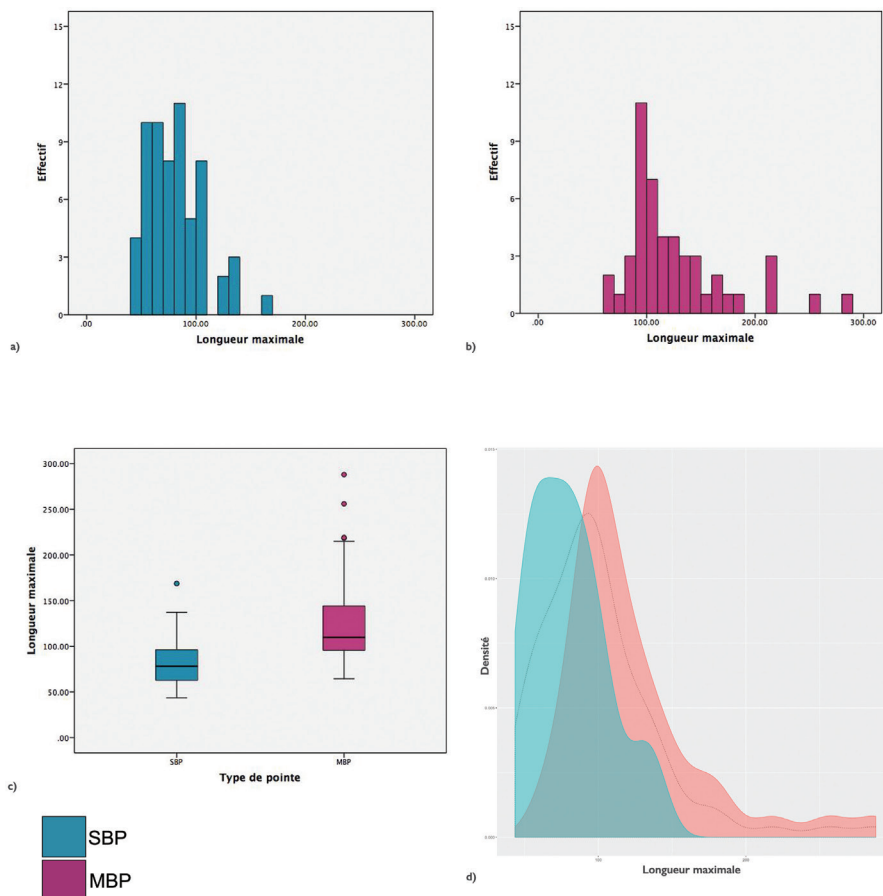 15
12
9
6
3
0
Effectif
.00 100.00 200.00 300.00
Longueur maximale
a)
15
12
9
6
3
0
Effectif
.00 100.00 200.00 300.00
Longueur maximale
b)
300.00
250.00
200.00
150.00
100.00
50.00
.00
Longueur maximale
SBP MBP
Type de pointe
c)
SBP
MBP
0.000
Densité
100 200
Longueur maximale
d)